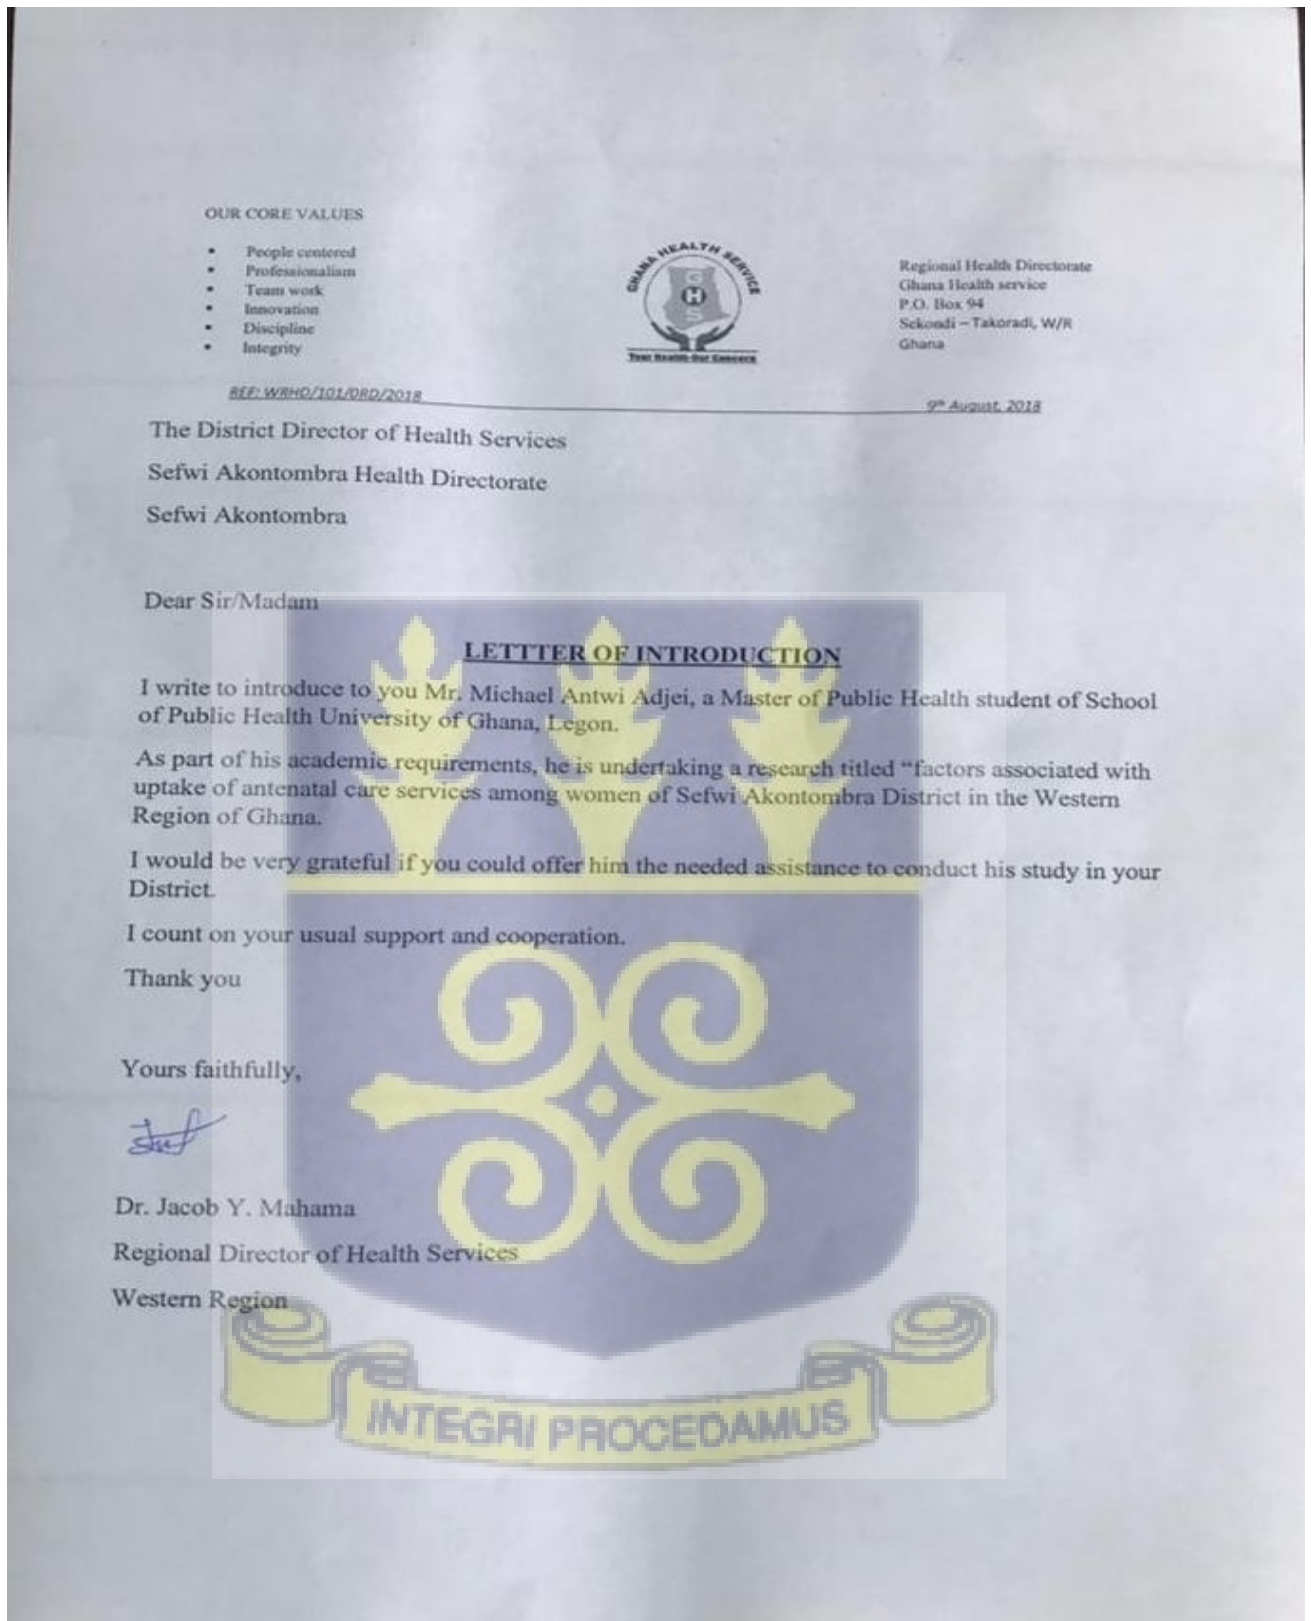 OUR CORE VALUES
• People centered
• Professionalism
• Team work
• Innovation
• Discipline
• Integrity
GHANA HEALTH SERVICE
G
H
S
Your Health-Our Concern
Regional Health Directorate
Ghana Health service
P.O. Box 94
Sekondi – Takoradi, W/R
Ghana
REF: WRHD/101/DRD/2018
9th August, 2018
The District Director of Health Services
Sefwi Akontombra Health Directorate
Sefwi Akontombra
Dear Sir/Madam
LETTTER OF INTRODUCTION
I write to introduce to you Mr. Michael Antwi Adjei, a Master of Public Health student of School
of Public Health University of Ghana, Legon.
As part of his academic requirements, he is undertaking a research titled “factors associated with
uptake of antenatal care services among women of Sefwi Akontombra District in the Western
Region of Ghana.
I would be very grateful if you could offer him the needed assistance to conduct his study in your
District.
I count on your usual support and cooperation.
Thank you
Yours faithfully,
Dr. Jacob Y. Mahama
Regional Director of Health Services
Western Region
INTEGRI PROCEDAMUS